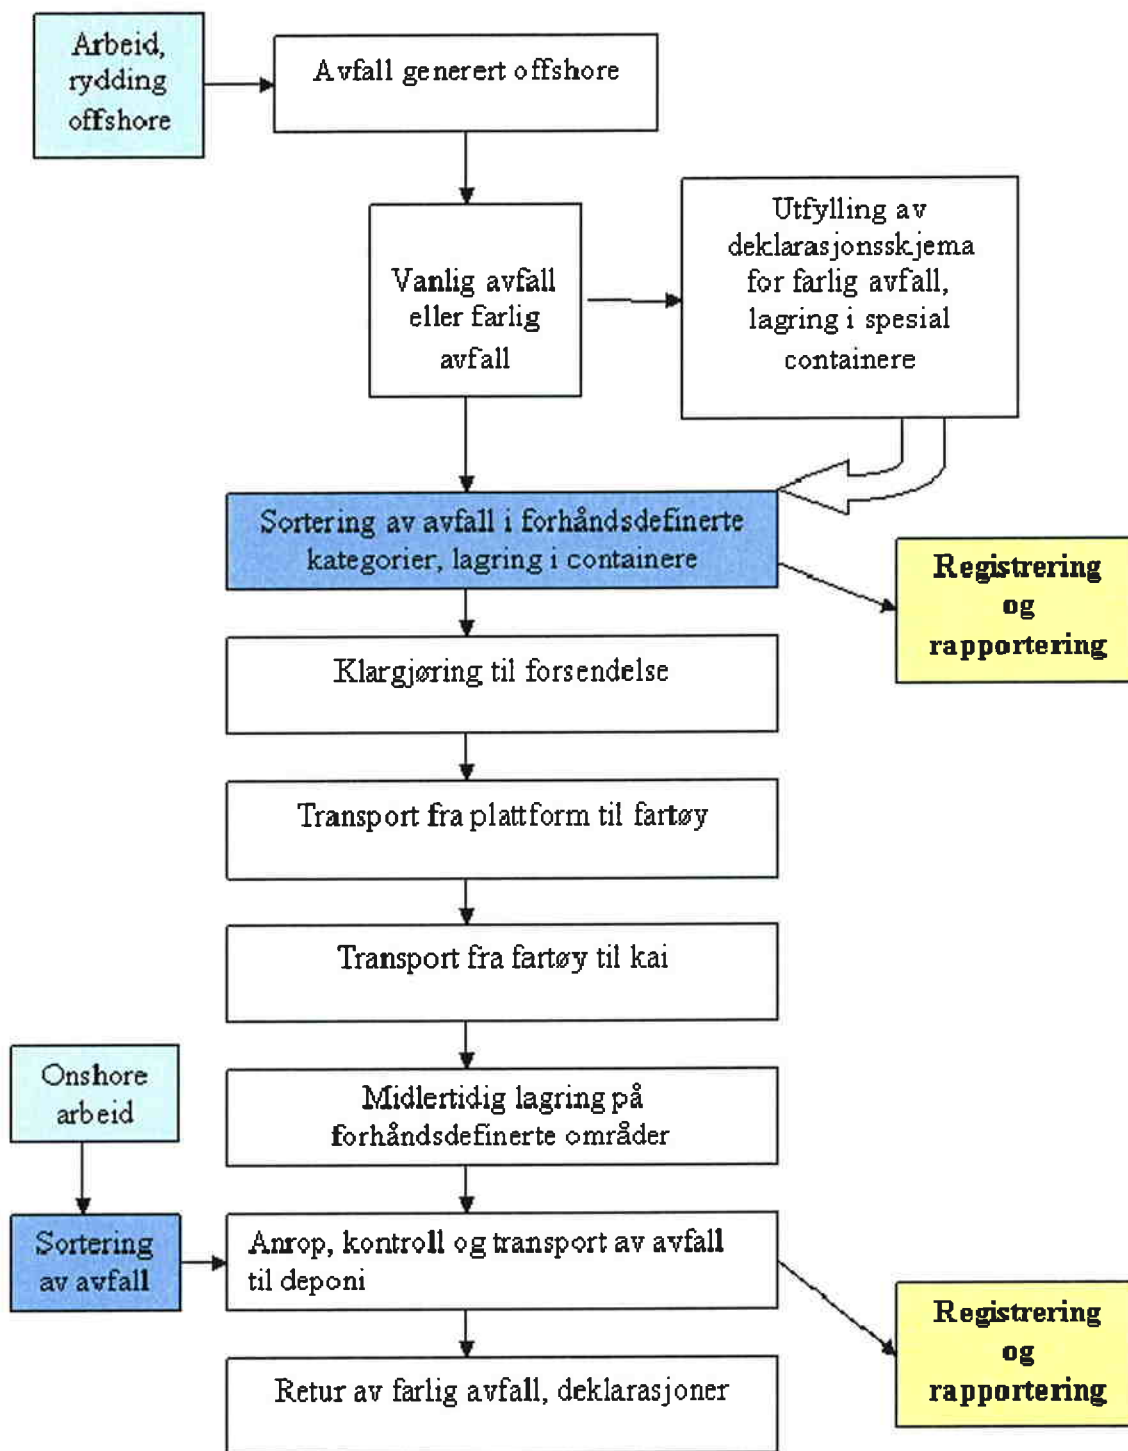 Arbeid,
rydding
offshore
Avfall generert offshore
Vanlig avfall
eller farlig
avfall
Utfylling av
deklarasjonsskjema
for farlig avfall,
lagring i spesial
containere
Sortering av avfall i forhåndsdefinerte
kategorier, lagring i containere
Registrering
og
rapportering
Klargjøring til forsendelse
Transport fra plattform til fartøy
Transport fra fartøy til kai
Onshore
arbeid
Midlertidig lagring på
forhåndsdefinerte områder
Sortering
av avfall
Anrop, kontroll og transport av avfall
til deponi
Registrering
og
rapportering
Retur av farlig avfall, deklarasjoner